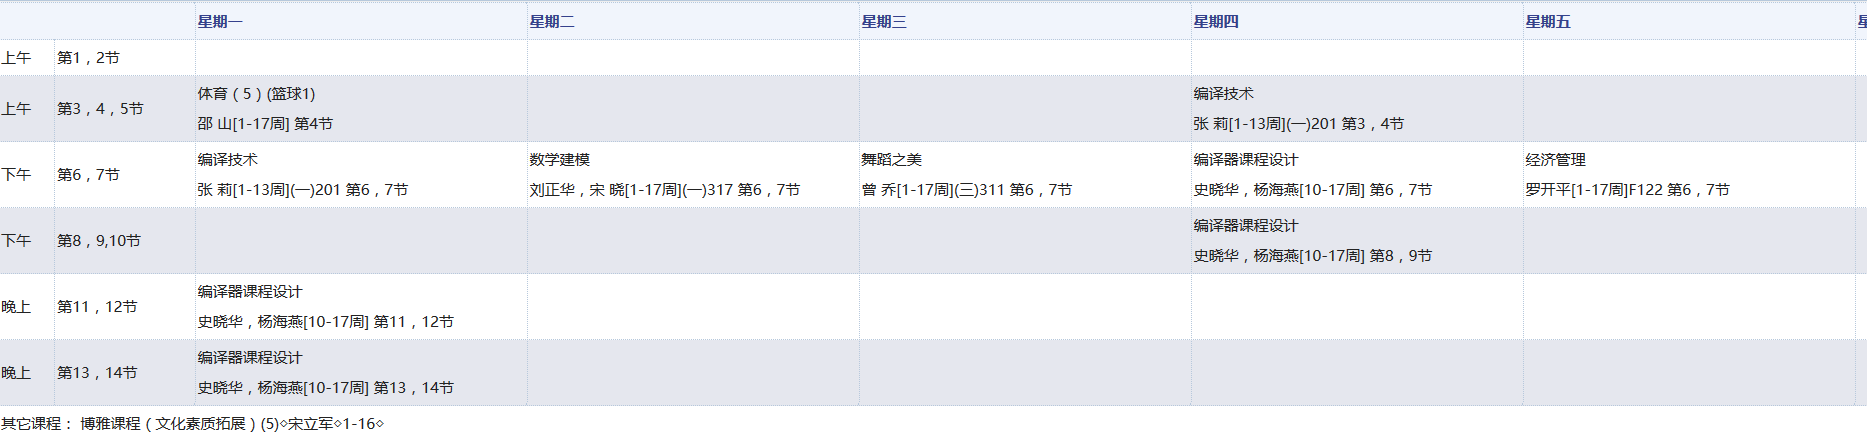 星期一 星期二 星期三 星期四 星期五
上午 第1，2节
上午 第3，4，5节
体育（5）(篮球1)
邵 山[1-17周] 第4节
编译技术
张 莉[1-13周](一)201 第3，4节
下午 第6，7节
编译技术
张 莉[1-13周](一)201 第6，7节
数学建模
刘正华，宋 晓[1-17周](一)317 第6，7节
舞蹈之美
曾 乔[1-17周](三)311 第6，7节
编译器课程设计
史晓华，杨海燕[10-17周] 第6，7节
经济管理
罗开平[1-17周]F122 第6，7节
下午 第8，9,10节
编译器课程设计
史晓华，杨海燕[10-17周] 第8，9节
晚上 第11，12节
编译器课程设计
史晓华，杨海燕[10-17周] 第11，12节
晚上 第13，14节
编译器课程设计
史晓华，杨海燕[10-17周] 第13，14节
其它课程： 博雅课程（文化素质拓展）(5)◇宋立军◇1-16◇